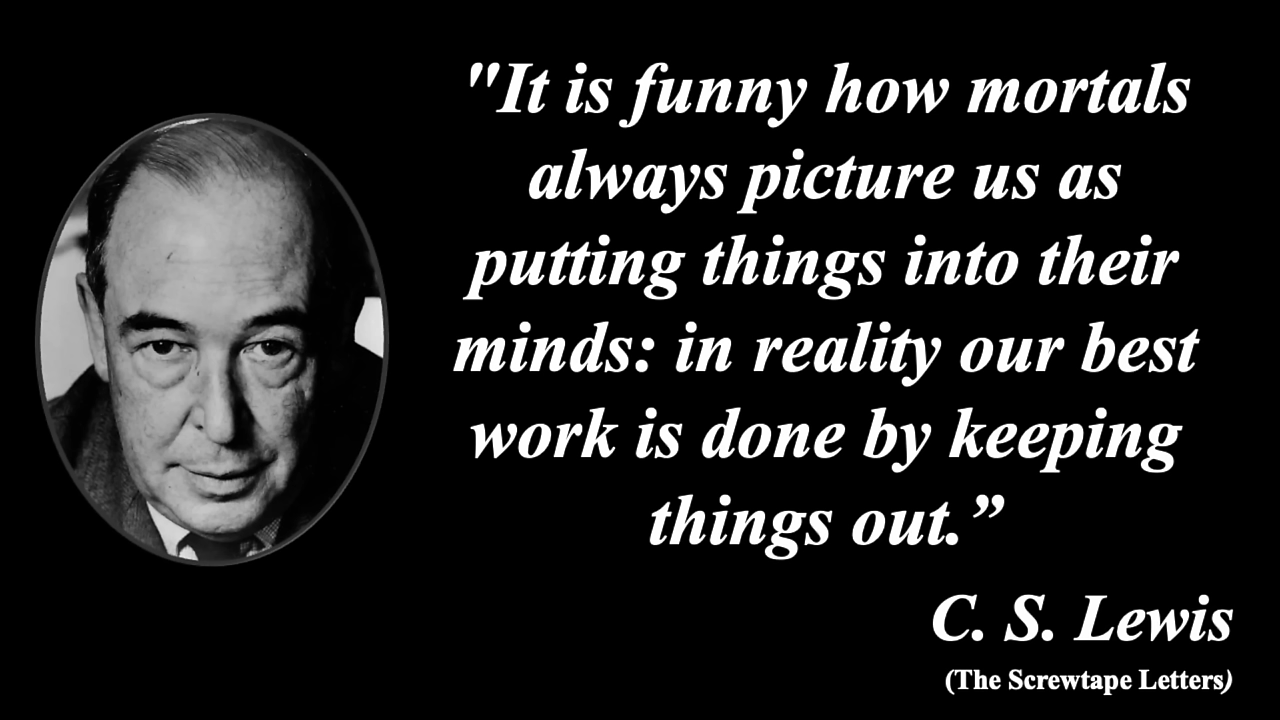 "It is funny how mortals
always picture us as
putting things into their
minds: in reality our best
work is done by keeping
things out.”
C. S. Lewis
(The Screwtape Letters)